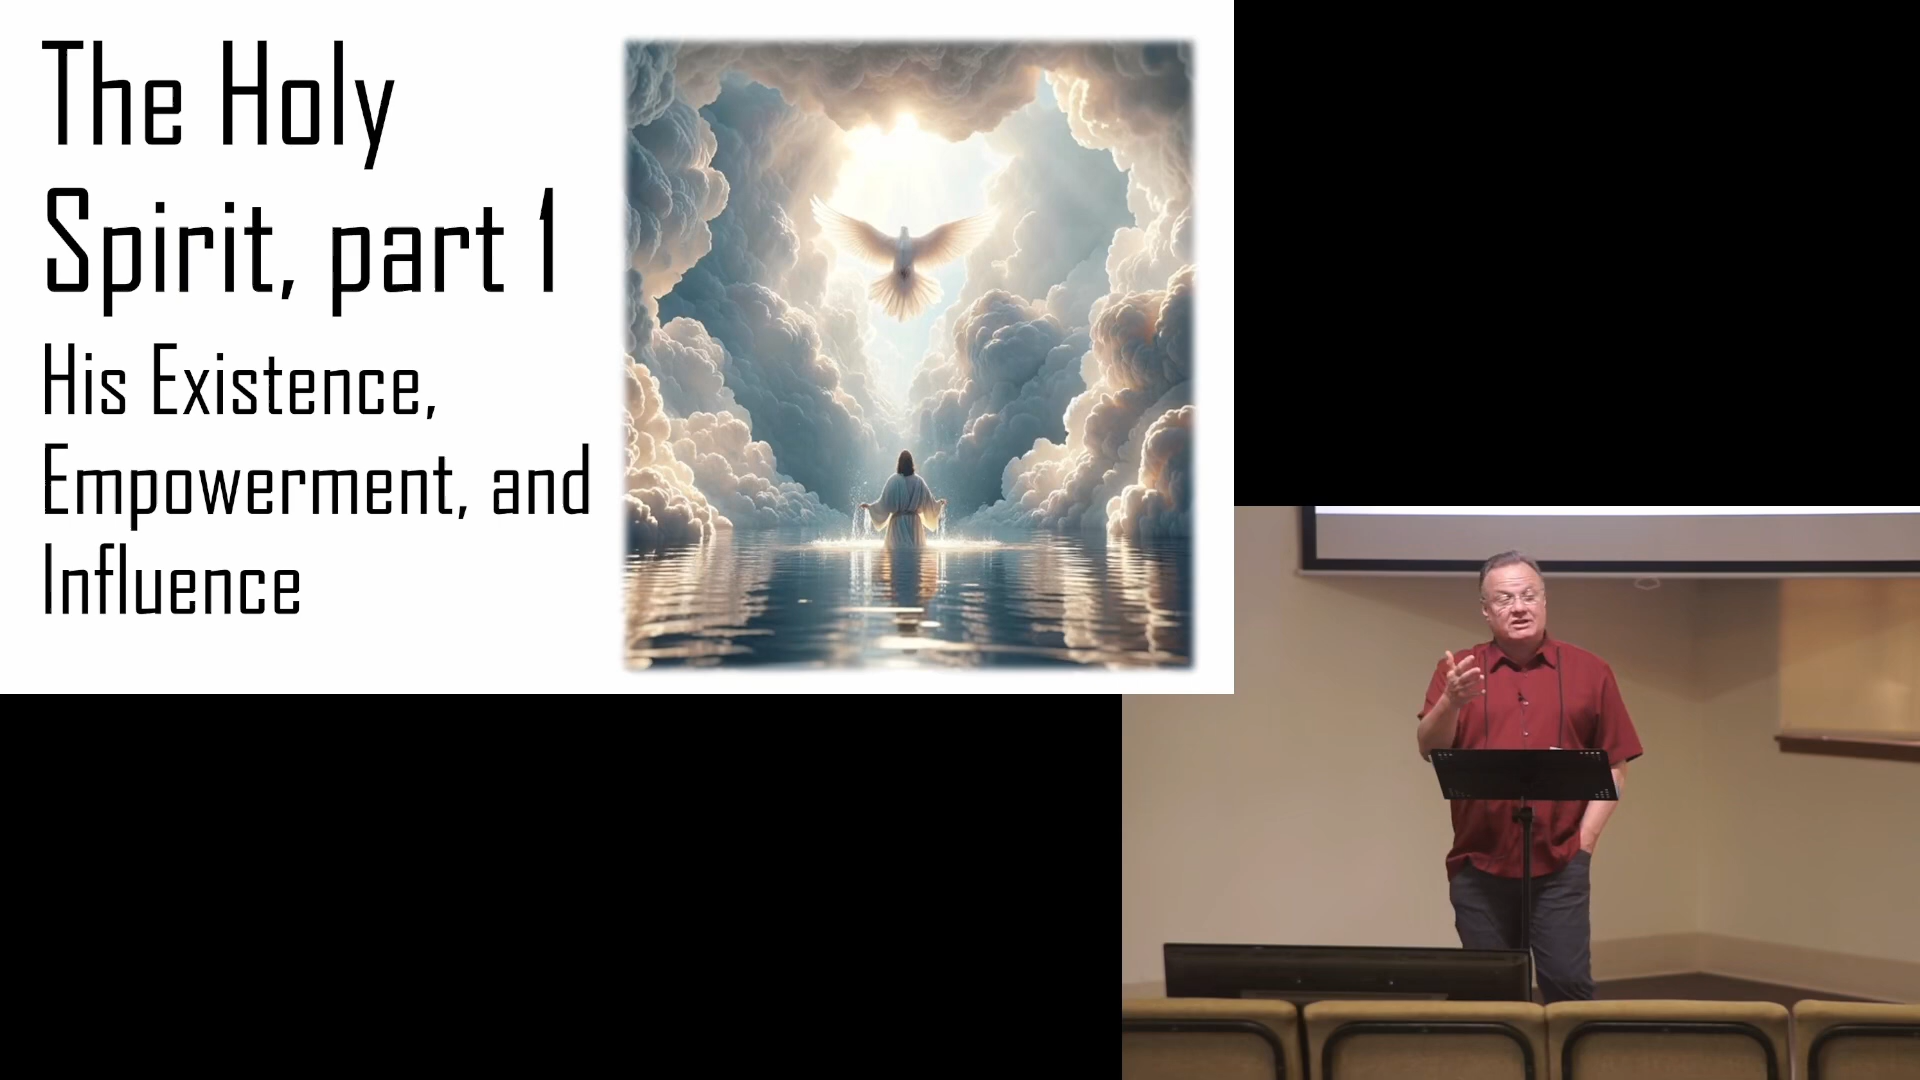 The Holy
Spirit, part 1
His Existence,
Empowerment, and
Influence